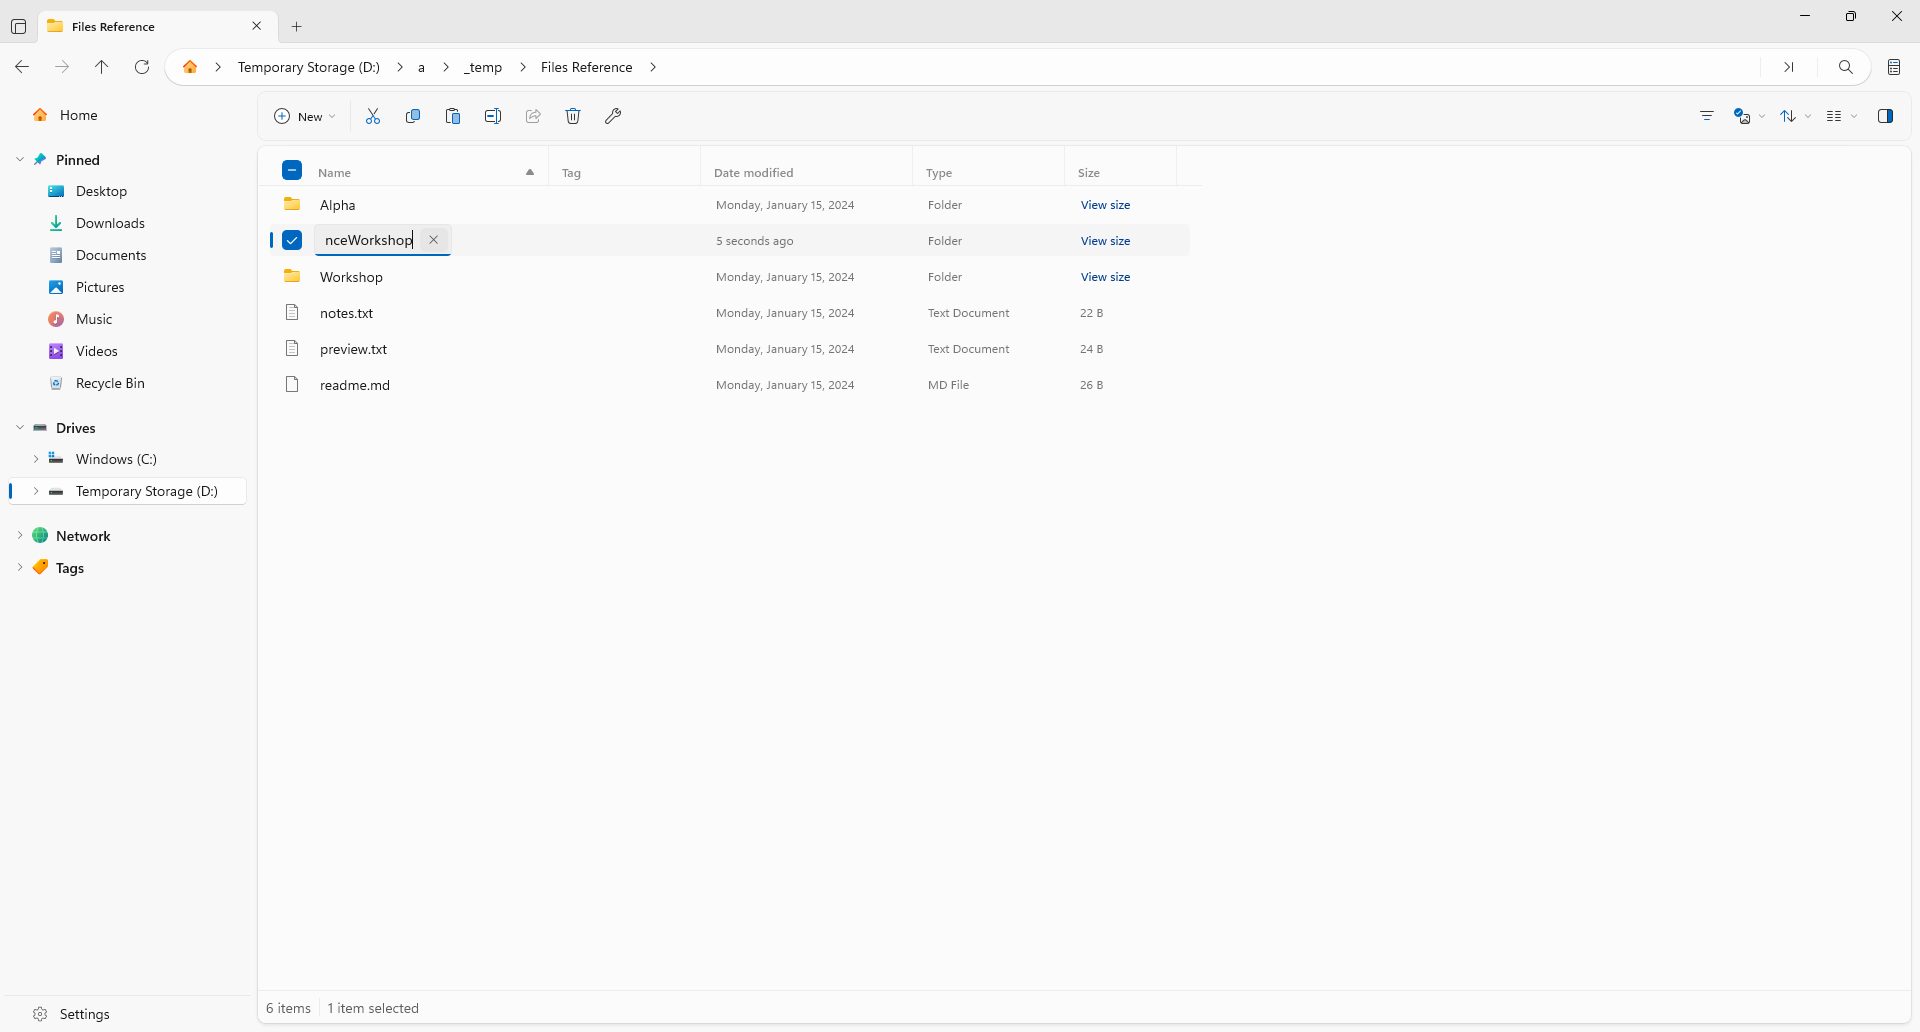 Files Reference
Temporary Storage (D:)
a
_temp
Files Reference
Home
Pinned
Desktop
Downloads
Documents
Pictures
Music
Videos
Recycle Bin
Drives
Windows (C:)
Temporary Storage (D:)
Network
Tags
Settings
New
Name Tag Date modified Type Size
Alpha Monday, January 15, 2024 Folder View size
nceWorkshop 5 seconds ago Folder View size
Workshop Monday, January 15, 2024 Folder View size
notes.txt Monday, January 15, 2024 Text Document 22 B
preview.txt Monday, January 15, 2024 Text Document 24 B
readme.md Monday, January 15, 2024 MD File 26 B
6 items 1 item selected